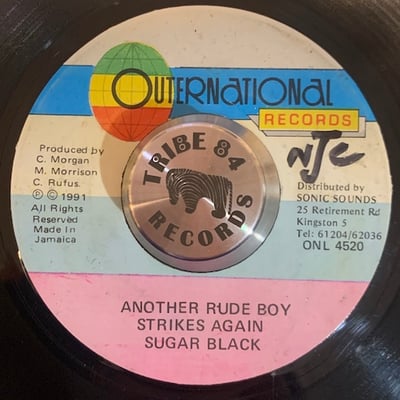 OUTERNATIONAL
RECORDS
NJC
Produced by
C. Morgan
M. Morrison
C. Rufus.
℗ 1991
All Rights
Reserved
Made In
Jamaica
TRIBE 84
RECORDS
Distributed by
SONIC SOUNDS
25 Retirement Rd
Kingston 5
Tel: 61204/62036
ONL 4520
ANOTHER RUDE BOY
STRIKES AGAIN
SUGAR BLACK